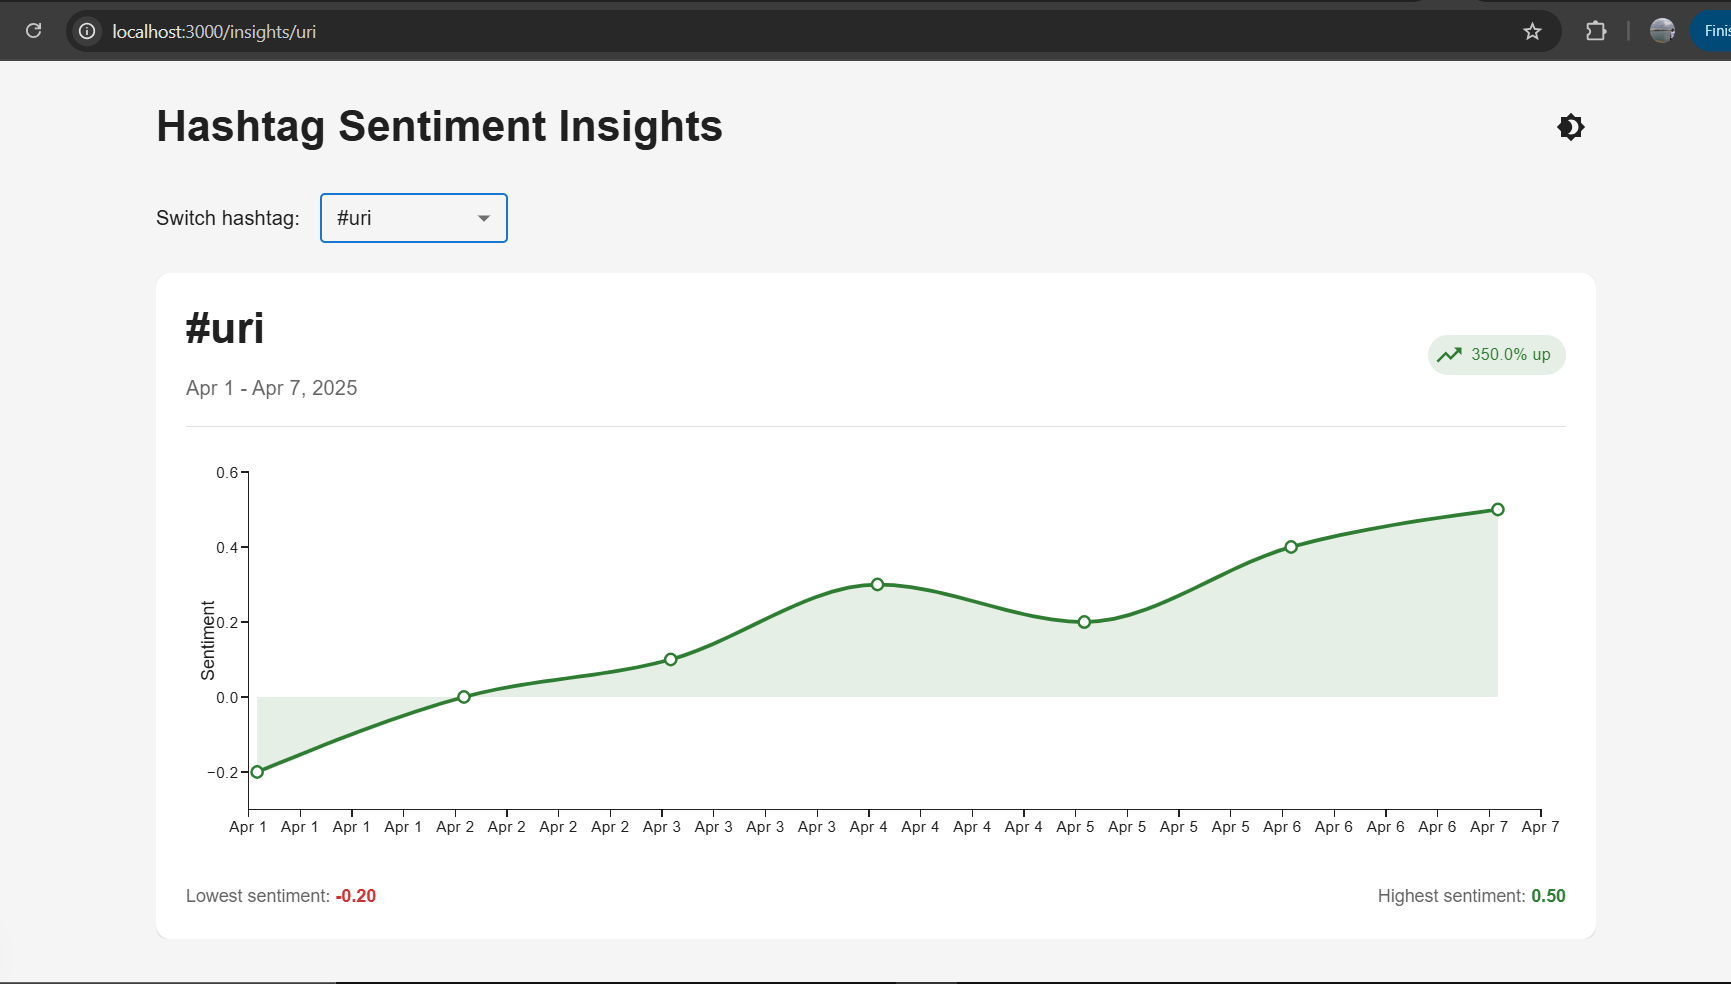 localhost:3000/insights/uri
Finis
Hashtag Sentiment Insights
Switch hashtag: #uri
#uri
350.0% up
Apr 1 - Apr 7, 2025
0.6
0.4
0.2
0.0
−0.2
Sentiment
Apr 1 Apr 1 Apr 1 Apr 1 Apr 2 Apr 2 Apr 2 Apr 2 Apr 3 Apr 3 Apr 3 Apr 3 Apr 4 Apr 4 Apr 4 Apr 4 Apr 5 Apr 5 Apr 5 Apr 5 Apr 6 Apr 6 Apr 6 Apr 6 Apr 7 Apr 7
Lowest sentiment: -0.20
Highest sentiment: 0.50